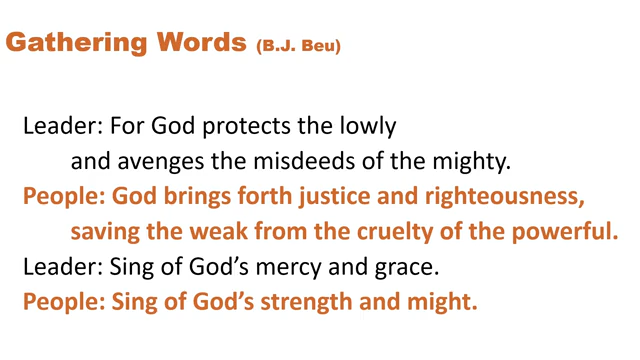 Gathering Words (B.J. Beu)
Leader: For God protects the lowly
and avenges the misdeeds of the mighty.
People: God brings forth justice and righteousness,
saving the weak from the cruelty of the powerful.
Leader: Sing of God’s mercy and grace.
People: Sing of God’s strength and might.